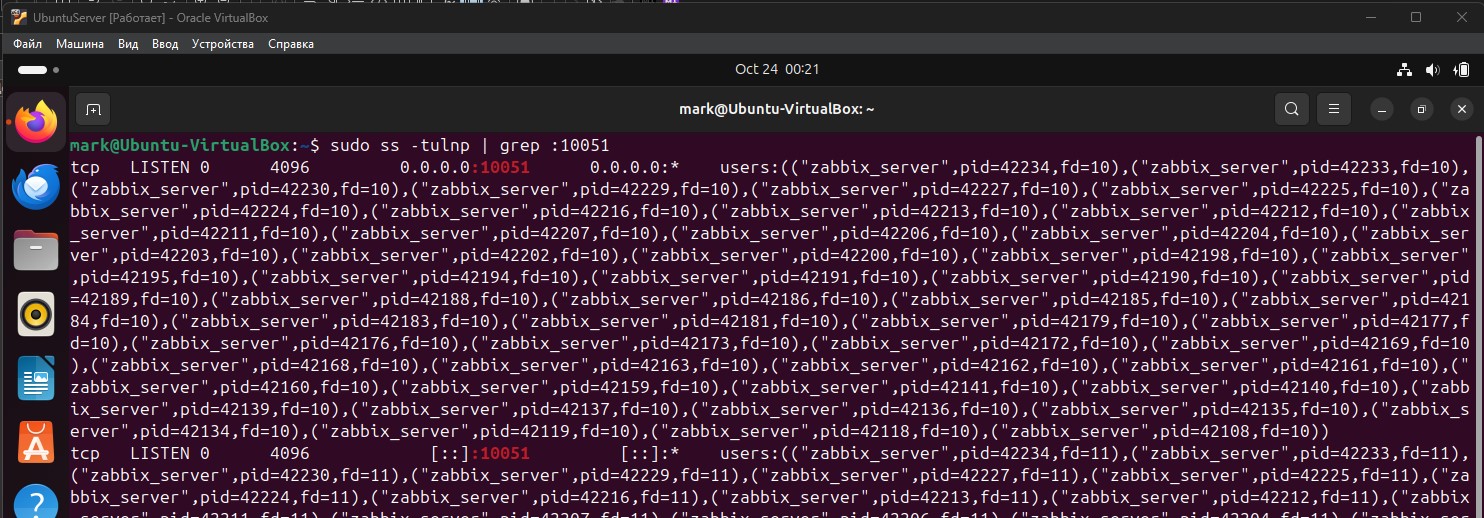 UbuntuServer [Работает] - Oracle VirtualBox
Файл Машина Вид Ввод Устройства Справка
Oct 24 00:21
mark@Ubuntu-VirtualBox: ~
mark@Ubuntu-VirtualBox:~$ sudo ss -tulnp | grep :10051
tcp LISTEN 0 4096 0.0.0.0:10051 0.0.0.0:* users:(("zabbix_server",pid=42234,fd=10),("zabbix_server",pid=42233,fd=10),
("zabbix_server",pid=42230,fd=10),("zabbix_server",pid=42229,fd=10),("zabbix_server",pid=42227,fd=10),("zabbix_server",pid=42225,fd=10),("za
bbix_server",pid=42224,fd=10),("zabbix_server",pid=42216,fd=10),("zabbix_server",pid=42213,fd=10),("zabbix_server",pid=42212,fd=10),("zabbix
_server",pid=42211,fd=10),("zabbix_server",pid=42207,fd=10),("zabbix_server",pid=42206,fd=10),("zabbix_server",pid=42204,fd=10),("zabbix_ser
ver",pid=42203,fd=10),("zabbix_server",pid=42202,fd=10),("zabbix_server",pid=42200,fd=10),("zabbix_server",pid=42198,fd=10),("zabbix_server"
,pid=42195,fd=10),("zabbix_server",pid=42194,fd=10),("zabbix_server",pid=42191,fd=10),("zabbix_server",pid=42190,fd=10),("zabbix_server",pid
=42189,fd=10),("zabbix_server",pid=42188,fd=10),("zabbix_server",pid=42186,fd=10),("zabbix_server",pid=42185,fd=10),("zabbix_server",pid=421
84,fd=10),("zabbix_server",pid=42183,fd=10),("zabbix_server",pid=42181,fd=10),("zabbix_server",pid=42179,fd=10),("zabbix_server",pid=42177,f
d=10),("zabbix_server",pid=42176,fd=10),("zabbix_server",pid=42173,fd=10),("zabbix_server",pid=42172,fd=10),("zabbix_server",pid=42169,fd=10
),("zabbix_server",pid=42168,fd=10),("zabbix_server",pid=42163,fd=10),("zabbix_server",pid=42162,fd=10),("zabbix_server",pid=42161,fd=10),("
zabbix_server",pid=42160,fd=10),("zabbix_server",pid=42159,fd=10),("zabbix_server",pid=42141,fd=10),("zabbix_server",pid=42140,fd=10),("zabb
ix_server",pid=42139,fd=10),("zabbix_server",pid=42137,fd=10),("zabbix_server",pid=42136,fd=10),("zabbix_server",pid=42135,fd=10),("zabbix_s
erver",pid=42134,fd=10),("zabbix_server",pid=42119,fd=10),("zabbix_server",pid=42118,fd=10),("zabbix_server",pid=42108,fd=10))
tcp LISTEN 0 4096 [::]:10051 [::]:* users:(("zabbix_server",pid=42234,fd=11),("zabbix_server",pid=42233,fd=11),
("zabbix_server",pid=42230,fd=11),("zabbix_server",pid=42229,fd=11),("zabbix_server",pid=42227,fd=11),("zabbix_server",pid=42225,fd=11),("za
bbix_server",pid=42224,fd=11),("zabbix_server",pid=42216,fd=11),("zabbix_server",pid=42213,fd=11),("zabbix_server",pid=42212,fd=11),("zabbix